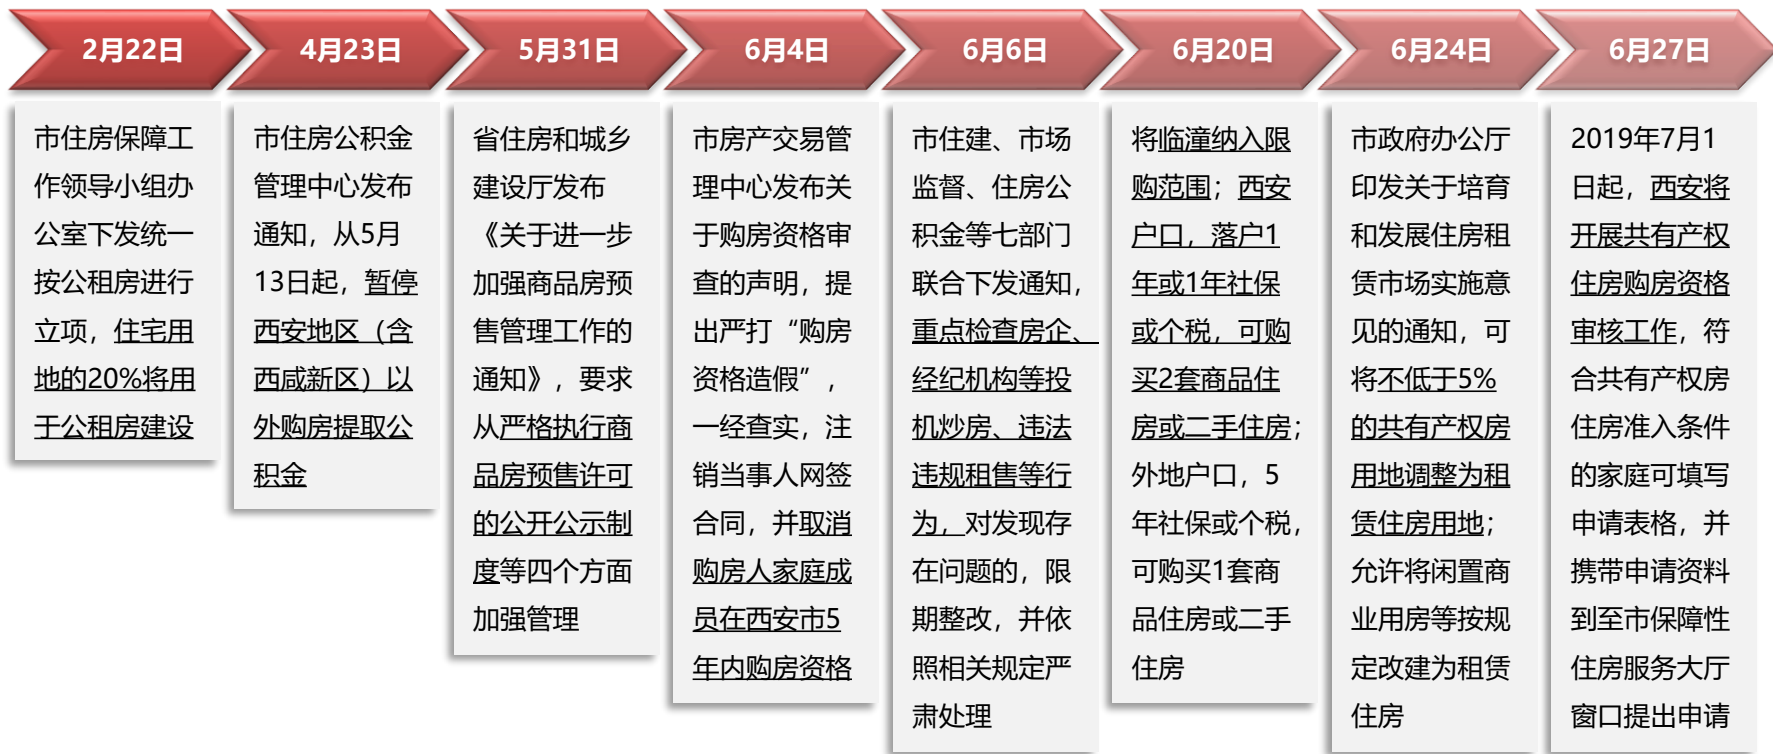 2月22日
4月23日
5月31日
6月4日
6月6日
6月20日
6月24日
6月27日
市住房保障工
作领导小组办
公室下发统一
按公租房进行
立项，住宅用
地的20%将用
于公租房建设
市住房公积金
管理中心发布
通知，从5月
13日起，暂停
西安地区（含
西咸新区）以
外购房提取公
积金
省住房和城乡
建设厅发布
《关于进一步
加强商品房预
售管理工作的
通知》，要求
从严格执行商
品房预售许可
的公开公示制
度等四个方面
加强管理
市房产交易管
理中心发布关
于购房资格审
查的声明，提
出严打“购房
资格造假”，
一经查实，注
销当事人网签
合同，并取消
购房人家庭成
员在西安市5
年内购房资格
市住建、市场
监督、住房公
积金等七部门
联合下发通知，
重点检查房企、
经纪机构等投
机炒房、违法
违规租售等行
为，对发现存
在问题的，限
期整改，并依
照相关规定严
肃处理
将临潼纳入限
购范围；西安
户口，落户1
年或1年社保
或个税，可购
买2套商品住
房或二手住房；
外地户口，5
年社保或个税，
可购买1套商
品住房或二手
住房
市政府办公厅
印发关于培育
和发展住房租
赁市场实施意
见的通知，可
将不低于5%
的共有产权房
用地调整为租
赁住房用地；
允许将闲置商
业用房等按规
定改建为租赁
住房
2019年7月1
日起，西安将
开展共有产权
住房购房资格
审核工作，符
合共有产权房
住房准入条件
的家庭可填写
申请表格，并
携带申请资料
到至市保障性
住房服务大厅
窗口提出申请